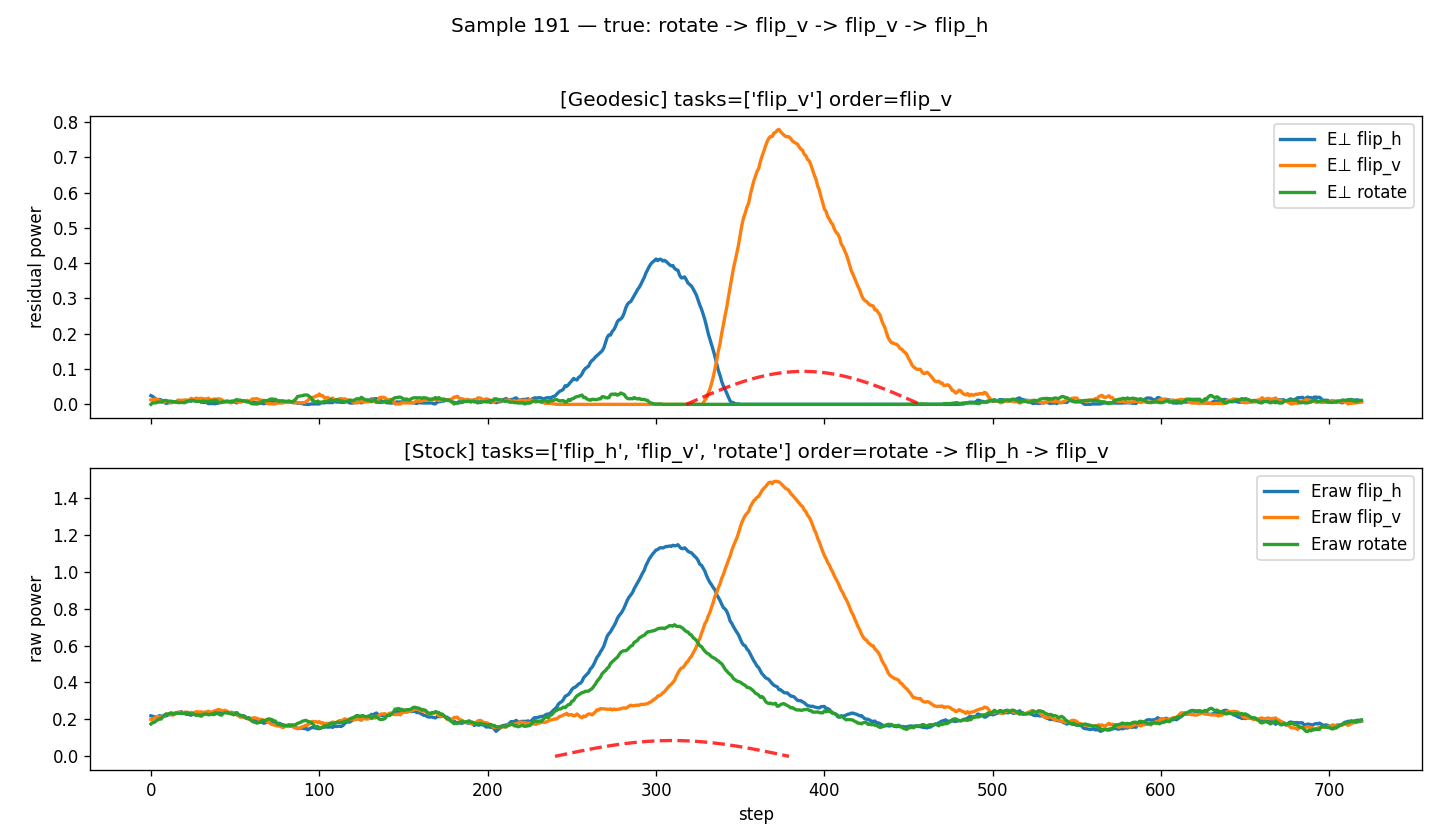 Sample 191 — true: rotate -> flip_v -> flip_v -> flip_h
[Geodesic] tasks=['flip_v'] order=flip_v
0.8
0.7
0.6
0.5
0.4
0.3
0.2
0.1
0.0
residual power
E⊥ flip_h
E⊥ flip_v
E⊥ rotate
[Stock] tasks=['flip_h', 'flip_v', 'rotate'] order=rotate -> flip_h -> flip_v
1.4
1.2
1.0
0.8
0.6
0.4
0.2
0.0
raw power
Eraw flip_h
Eraw flip_v
Eraw rotate
0 100 200 300 400 500 600 700
step